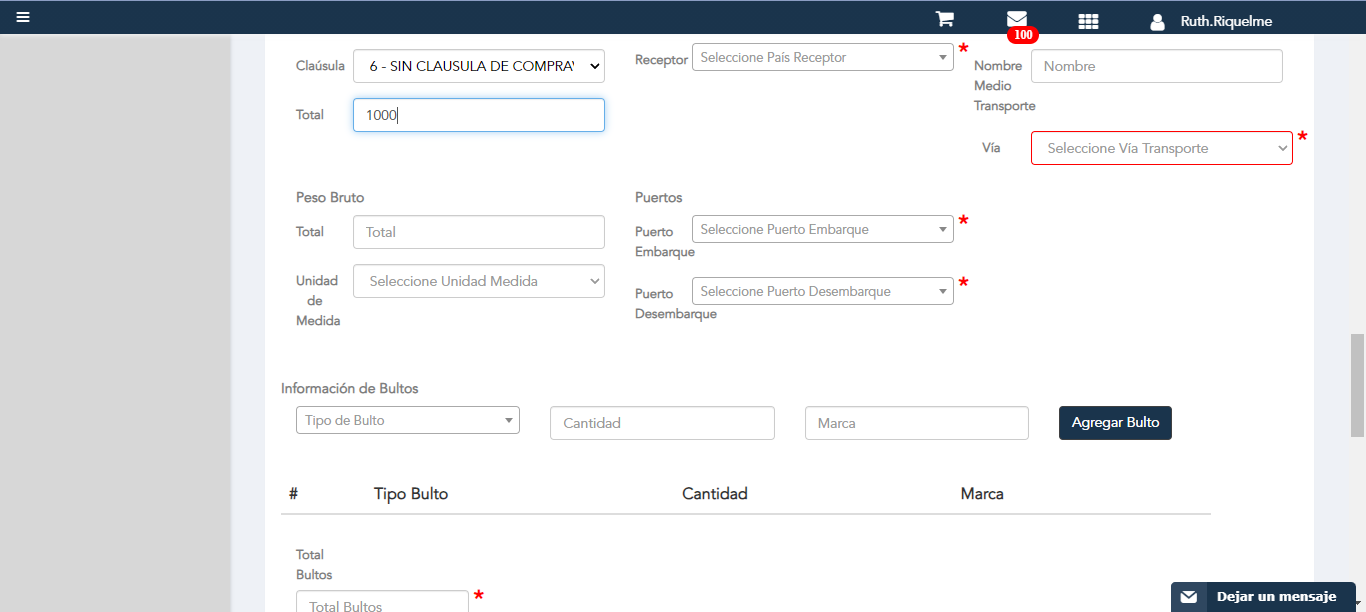 Ruth.Riquelme
100
Claúsula
6 - SIN CLAUSULA DE COMPRA
Total
1000
Receptor
Seleccione País Receptor
*
Nombre
Medio
Transporte
Nombre
Vía
Seleccione Vía Transporte
*
Peso Bruto
Total
Total
Unidad
de
Medida
Seleccione Unidad Medida
Puertos
Puerto
Embarque
Seleccione Puerto Embarque
*
Puerto
Desembarque
Seleccione Puerto Desembarque
*
Información de Bultos
Tipo de Bulto
Cantidad
Marca
Agregar Bulto
# Tipo Bulto Cantidad Marca
Total
Bultos
Total Bultos
*
Dejar un mensaje